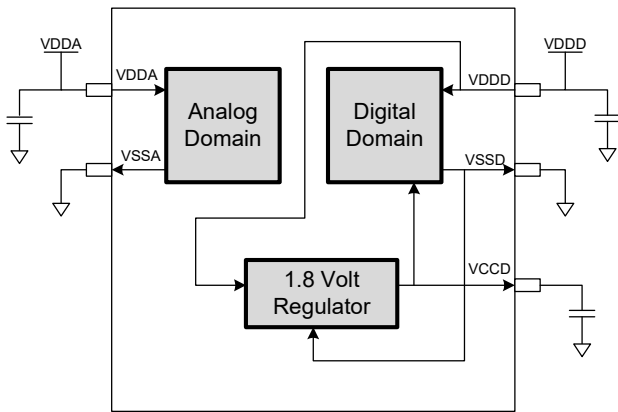 VDDA
VDDD
VDDA
Analog
Domain
Digital
Domain
VDDD
VSSA
VSSD
1.8 Volt
Regulator
VCCD